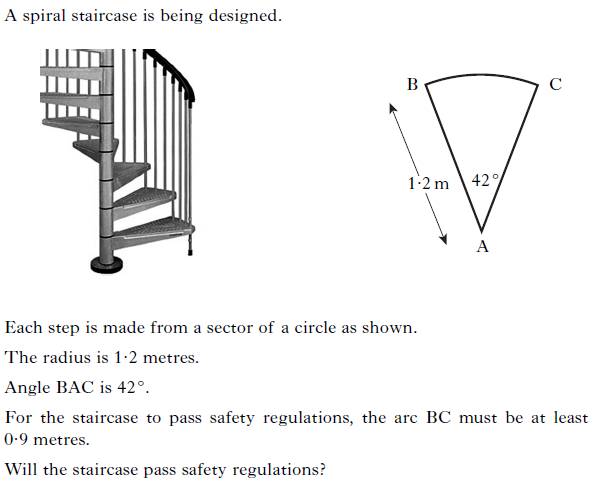 A spiral staircase is being designed.
B
C
1·2 m
42°
A
Each step is made from a sector of a circle as shown.
The radius is 1·2 metres.
Angle BAC is 42°.
For the staircase to pass safety regulations, the arc BC must be at least
0·9 metres.
Will the staircase pass safety regulations?